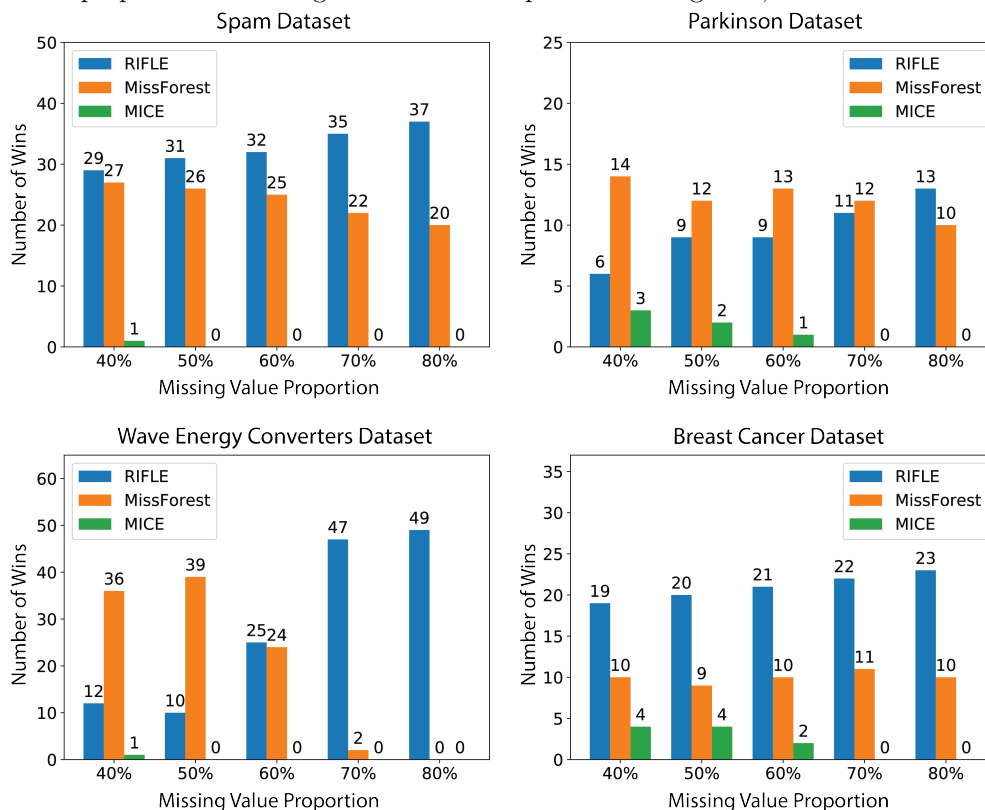 Spam Dataset
50
40
30
20
10
0
Number of Wins
RIFLE
MissForest
MICE
29 27 1
31 26 0
32 25 0
35 22 0
37 20 0
40% 50% 60% 70% 80%
Missing Value Proportion
Parkinson Dataset
25
20
15
10
5
0
Number of Wins
RIFLE
MissForest
MICE
6 14 3
9 12 2
9 13 1
11 12 0
13 10 0
40% 50% 60% 70% 80%
Missing Value Proportion
Wave Energy Converters Dataset
60
50
40
30
20
10
0
Number of Wins
RIFLE
MissForest
MICE
12 36 1
10 39 0
25 24 0
47 2 0
49 0 0
40% 50% 60% 70% 80%
Missing Value Proportion
Breast Cancer Dataset
35
30
25
20
15
10
5
0
Number of Wins
RIFLE
MissForest
MICE
19 10 4
20 9 4
21 10 2
22 11 0
23 10 0
40% 50% 60% 70% 80%
Missing Value Proportion